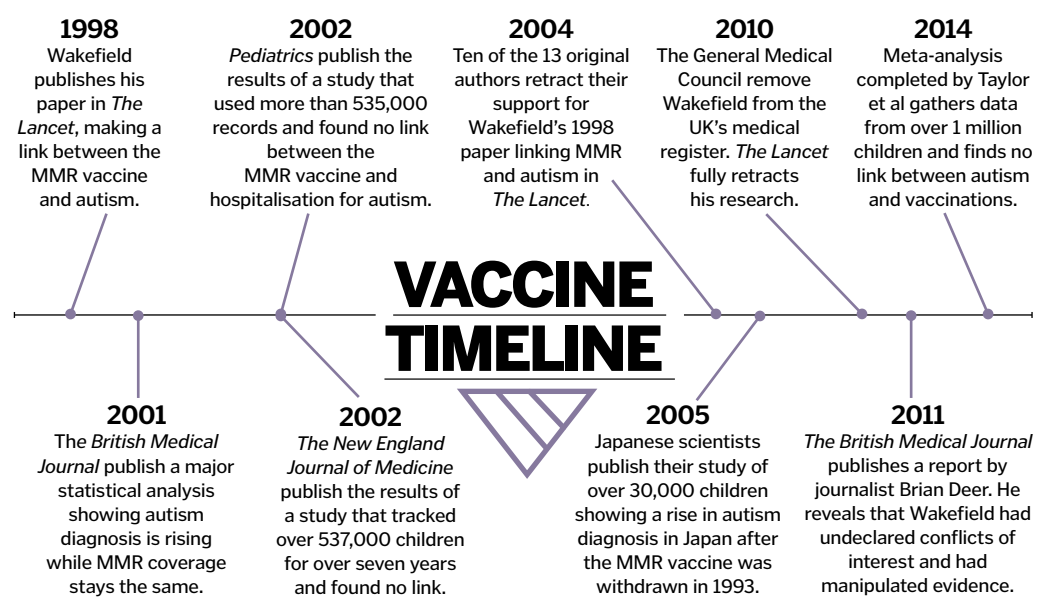 1998
Wakefield
publishes his
paper in The
Lancet, making a
link between the
MMR vaccine
and autism.
2002
Pediatrics publish the
results of a study that
used more than 535,000
records and found no link
between the
MMR vaccine and
hospitalisation for autism.
2004
Ten of the 13 original
authors retract their
support for
Wakefield’s 1998
paper linking MMR
and autism in
The Lancet.
2010
The General Medical
Council remove
Wakefield from the
UK’s medical
register. The Lancet
fully retracts
his research.
2014
Meta-analysis
completed by Taylor
et al gathers data
from over 1 million
children and finds no
link between autism
and vaccinations.
VACCINE
TIMELINE
2001
The British Medical
Journal publish a major
statistical analysis
showing autism
diagnosis is rising
while MMR coverage
stays the same.
2002
The New England
Journal of Medicine
publish the results of
a study that tracked
over 537,000 children
for over seven years
and found no link.
2005
Japanese scientists
publish their study of
over 30,000 children
showing a rise in autism
diagnosis in Japan after
the MMR vaccine was
withdrawn in 1993.
2011
The British Medical Journal
publishes a report by
journalist Brian Deer. He
reveals that Wakefield had
undeclared conflicts of
interest and had
manipulated evidence.